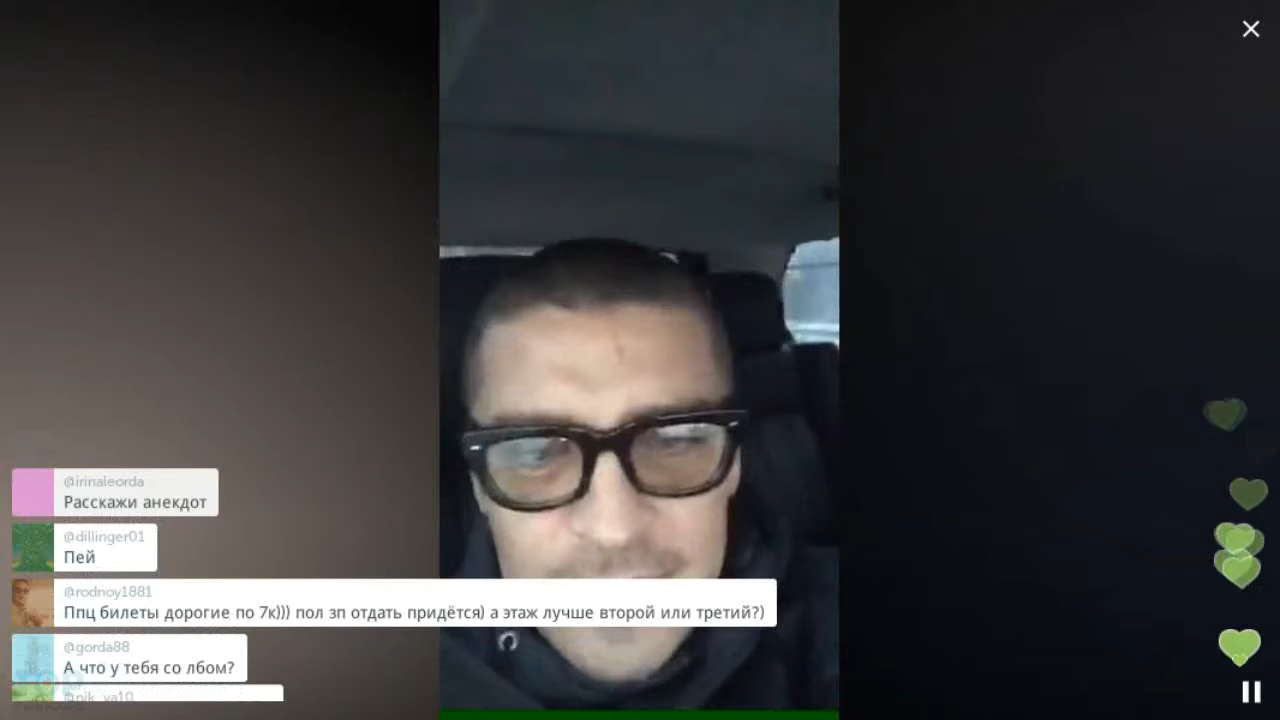 @irinaleorda
Расскажи анекдот
@dillinger01
Пей
@rodnoy1881
Ппц билеты дорогие по 7к))) пол зп отдать придётся) а этаж лучше второй или третий?)
@gorda88
А что у тебя со лбом?